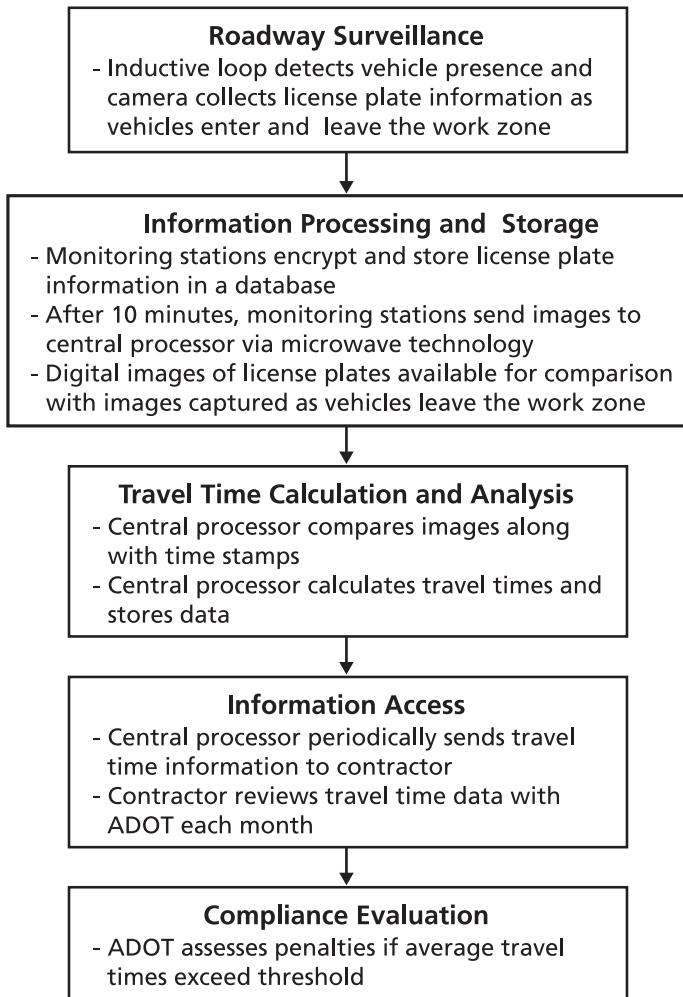 Roadway Surveillance
- Inductive loop detects vehicle presence and
camera collects license plate information as
vehicles enter and leave the work zone
Information Processing and Storage
- Monitoring stations encrypt and store license plate
information in a database
- After 10 minutes, monitoring stations send images to
central processor via microwave technology
- Digital images of license plates available for comparison
with images captured as vehicles leave the work zone
Travel Time Calculation and Analysis
- Central processor compares images along
with time stamps
- Central processor calculates travel times and
stores data
Information Access
- Central processor periodically sends travel
time information to contractor
- Contractor reviews travel time data with
ADOT each month
Compliance Evaluation
- ADOT assesses penalties if average travel
times exceed threshold